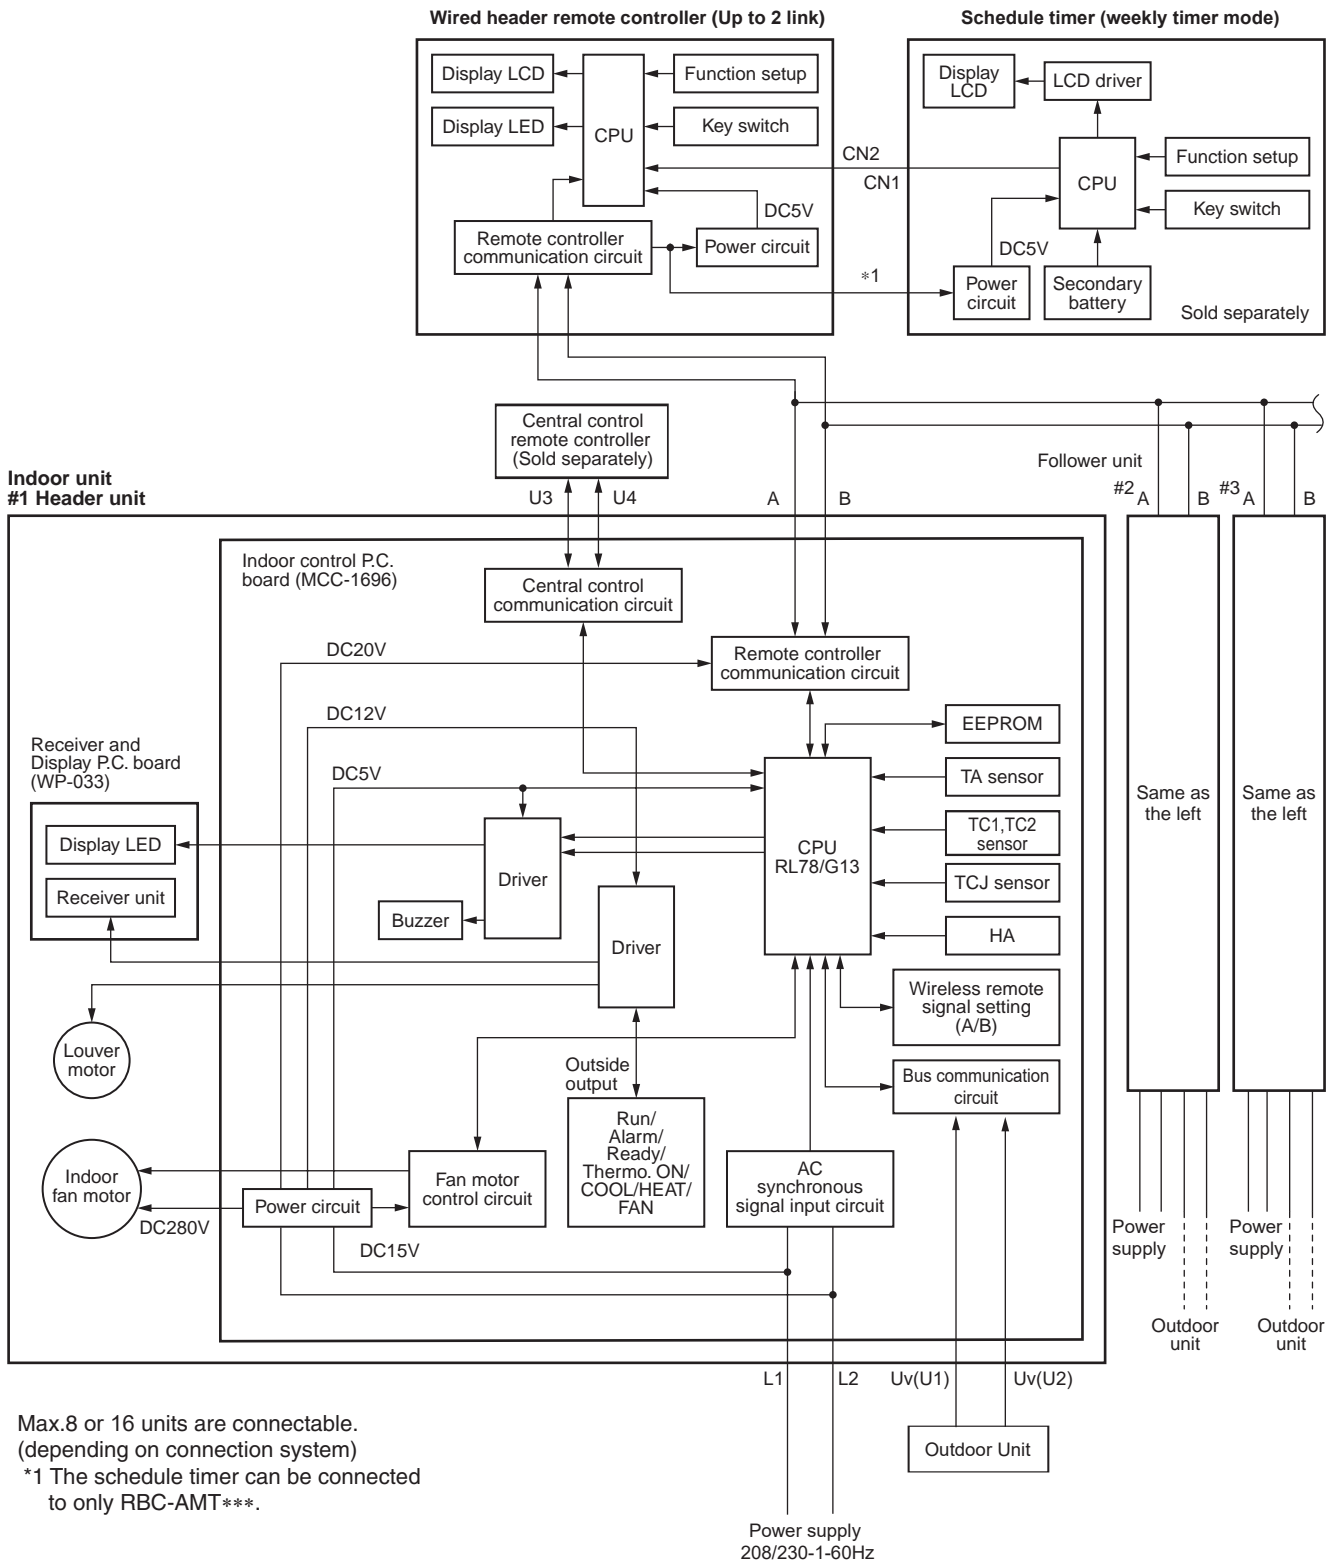 Wired header remote controller (Up to 2 link)
Schedule timer (weekly timer mode)
Display LCD
Function setup
Display LED
CPU
Key switch
DC5V
Remote controller
communication circuit
Power circuit
CN2
CN1
∗1
Display
LCD
LCD driver
CPU
Function setup
Key switch
DC5V
Power
circuit
Secondary
battery
Sold separately
Central control
remote controller
(Sold separately)
U3
U4
A
B
Follower unit
#2
A
B
#3
A
B
Indoor unit
#1 Header unit
Indoor control P.C.
board (MCC-1696)
Central control
communication circuit
DC20V
Remote controller
communication circuit
DC12V
EEPROM
Receiver and
Display P.C. board
(WP-033)
DC5V
TA sensor
Same as
the left
Same as
the left
Display LED
TC1,TC2
sensor
CPU
RL78/G13
Driver
TCJ sensor
Receiver unit
Buzzer
Driver
HA
Wireless remote
signal setting
(A/B)
Louver
motor
Outside
output
Bus communication
circuit
Run/
Alarm/
Ready/
Thermo. ON/
COOL/HEAT/
FAN
Indoor
fan motor
Fan motor
control circuit
AC
synchronous
signal input circuit
Power circuit
DC280V
DC15V
Power
supply
Power
supply
Outdoor
unit
Outdoor
unit
L1
L2
Uv(U1)
Uv(U2)
Outdoor Unit
Max.8 or 16 units are connectable.
(depending on connection system)
*1 The schedule timer can be connected
to only RBC-AMT∗∗∗.
Power supply
208/230-1-60Hz